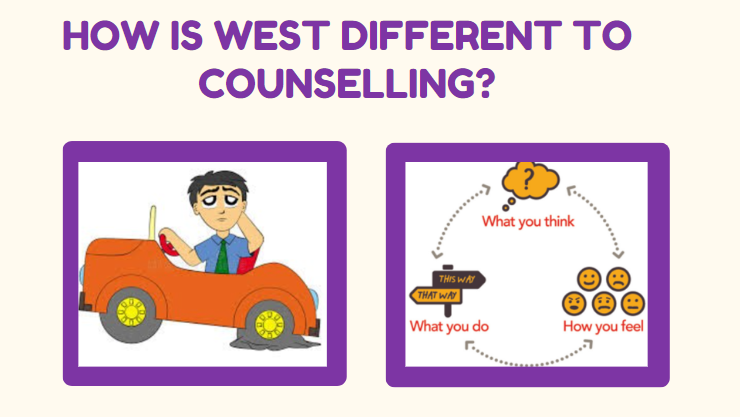 HOW IS WEST DIFFERENT TO
COUNSELLING?
?
What you think
THIS WAY
THAT WAY
What you do
How you feel